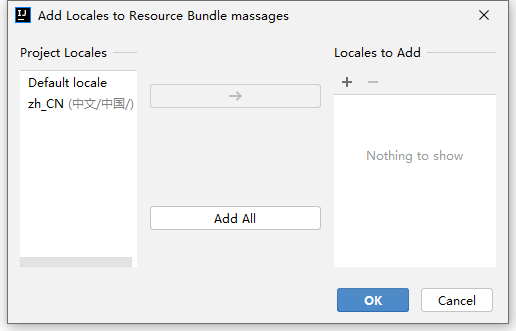 Add Locales to Resource Bundle massages
Project Locales
Locales to Add
Default locale
zh_CN (中文/中国/)
Nothing to show
Add All
OK
Cancel